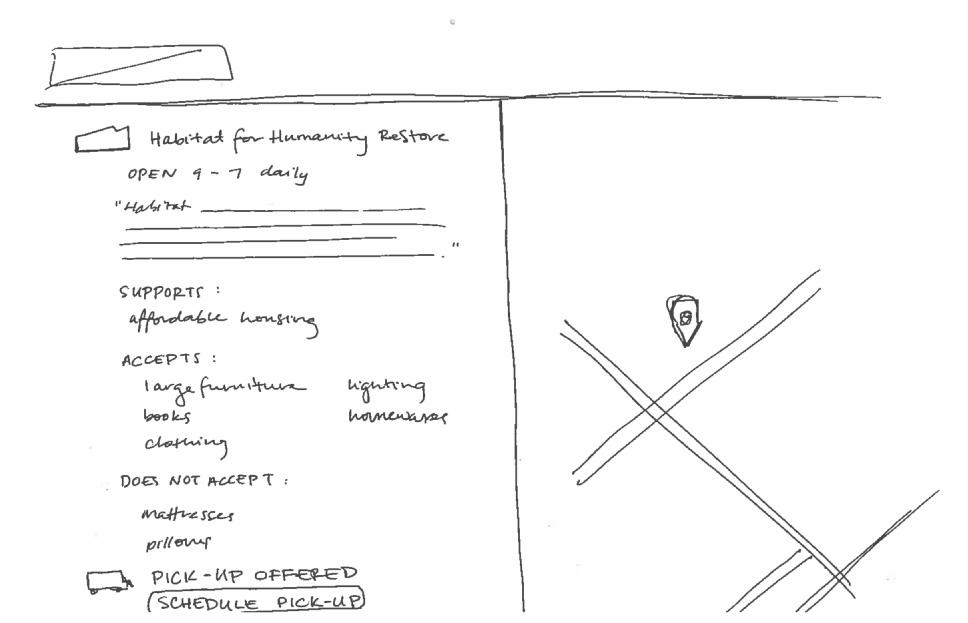 Habitat for Humanity ReStore
OPEN 9 - 7 daily
"Habitat
."
SUPPORTS :
affordable housing
ACCEPTS :
large furniture lighting
books homewares
clothing
DOES NOT ACCEPT :
mattresses
pillows
PICK-UP OFFERED
SCHEDULE PICK-UP